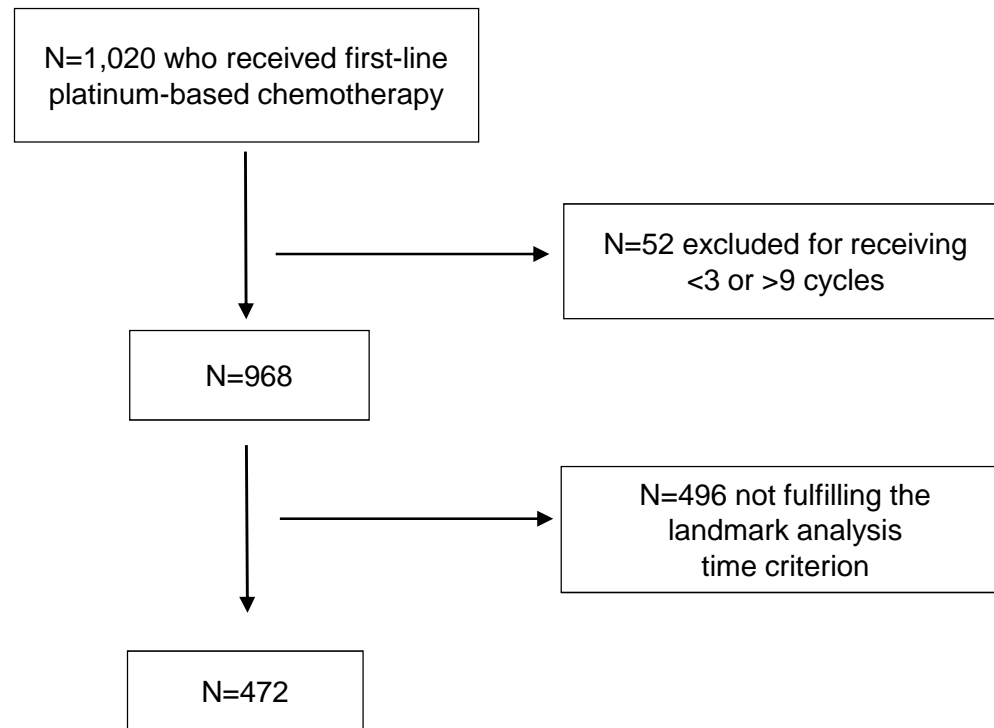 N=1,020 who received first-line
platinum-based chemotherapy
N=52 excluded for receiving
<3 or >9 cycles
N=968
N=496 not fulfilling the
landmark analysis
time criterion
N=472